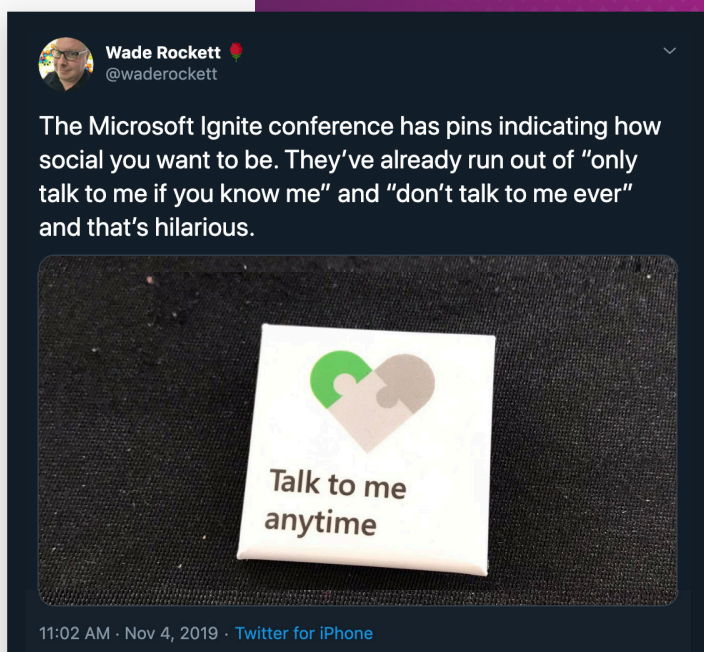 Wade Rockett🌹
@waderockett
The Microsoft Ignite conference has pins indicating how
social you want to be. They’ve already run out of “only
talk to me if you know me” and “don’t talk to me ever”
and that’s hilarious.
Talk to me
anytime
11:02 AM · Nov 4, 2019 · Twitter for iPhone